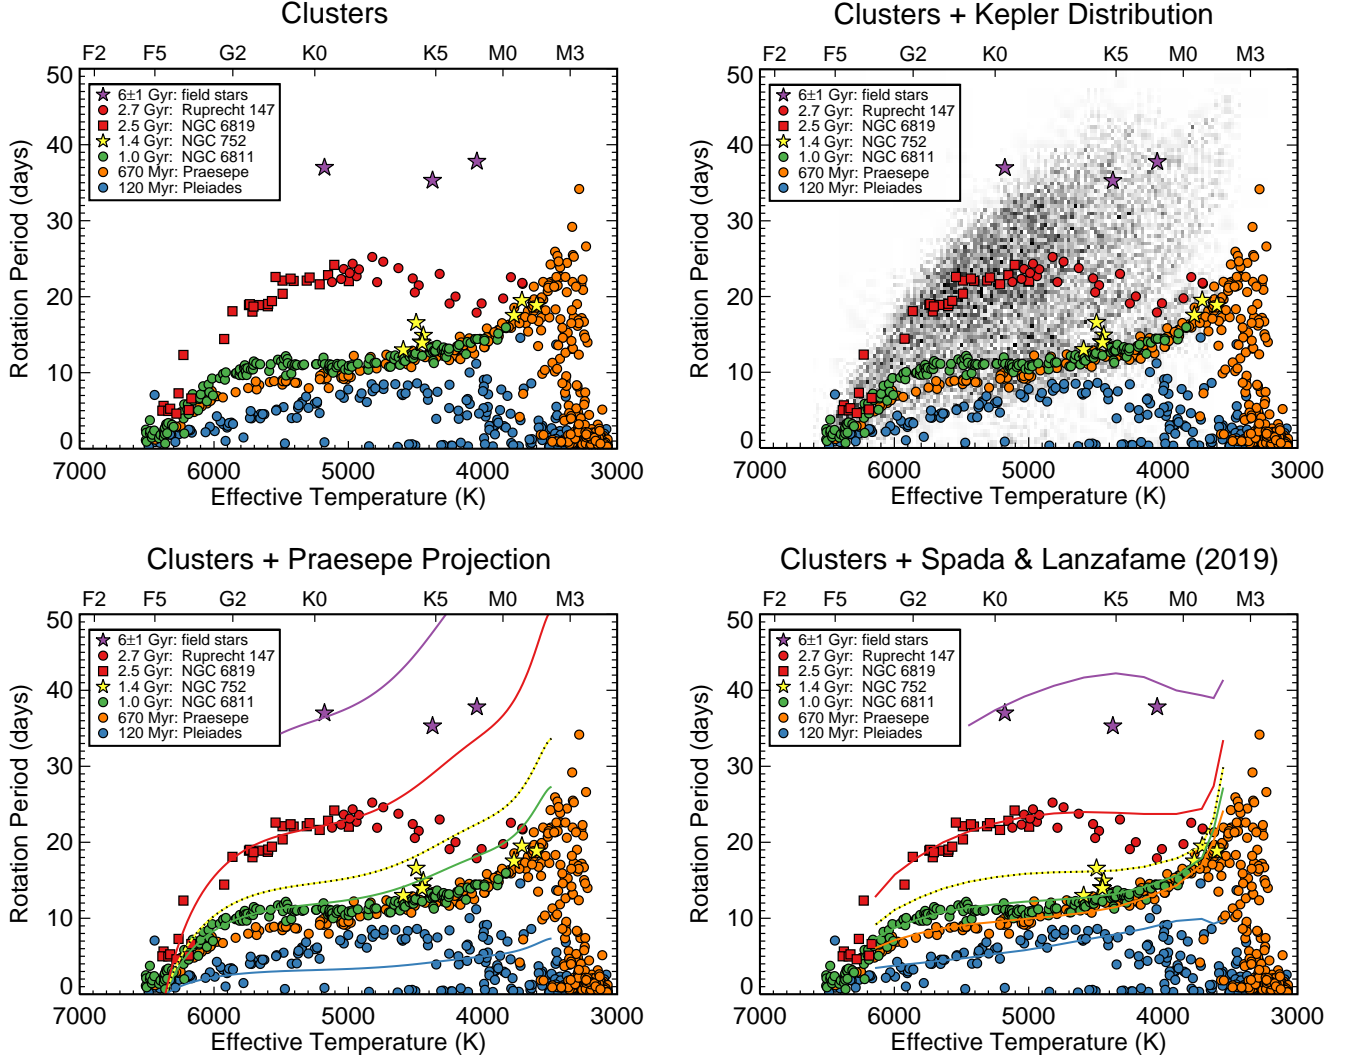 Clusters
F2 F5 G2 K0 K5 M0 M3
50
40
30
20
10
0
Rotation Period (days)
6±1 Gyr: field stars
2.7 Gyr: Ruprecht 147
2.5 Gyr: NGC 6819
1.4 Gyr: NGC 752
1.0 Gyr: NGC 6811
670 Myr: Praesepe
120 Myr: Pleiades
7000 6000 5000 4000 3000
Effective Temperature (K)
Clusters + Kepler Distribution
F2 F5 G2 K0 K5 M0 M3
50
40
30
20
10
0
Rotation Period (days)
6±1 Gyr: field stars
2.7 Gyr: Ruprecht 147
2.5 Gyr: NGC 6819
1.4 Gyr: NGC 752
1.0 Gyr: NGC 6811
670 Myr: Praesepe
120 Myr: Pleiades
7000 6000 5000 4000 3000
Effective Temperature (K)
Clusters + Praesepe Projection
F2 F5 G2 K0 K5 M0 M3
50
40
30
20
10
0
Rotation Period (days)
6±1 Gyr: field stars
2.7 Gyr: Ruprecht 147
2.5 Gyr: NGC 6819
1.4 Gyr: NGC 752
1.0 Gyr: NGC 6811
670 Myr: Praesepe
120 Myr: Pleiades
7000 6000 5000 4000 3000
Effective Temperature (K)
Clusters + Spada & Lanzafame (2019)
F2 F5 G2 K0 K5 M0 M3
50
40
30
20
10
0
Rotation Period (days)
6±1 Gyr: field stars
2.7 Gyr: Ruprecht 147
2.5 Gyr: NGC 6819
1.4 Gyr: NGC 752
1.0 Gyr: NGC 6811
670 Myr: Praesepe
120 Myr: Pleiades
7000 6000 5000 4000 3000
Effective Temperature (K)